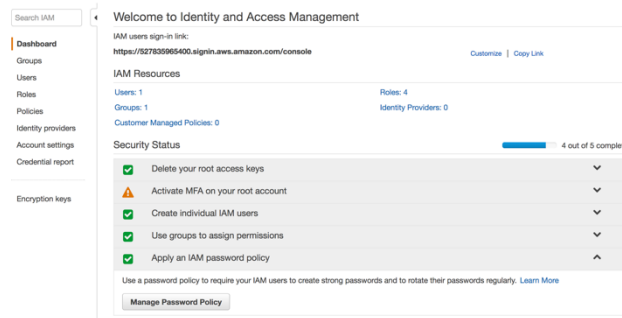 Search IAM
Dashboard
Groups
Users
Roles
Policies
Identity providers
Account settings
Credential report
Encryption keys
Welcome to Identity and Access Management
IAM users sign-in link:
https://527835965400.signin.aws.amazon.com/console
Customize | Copy Link
IAM Resources
Users: 1
Roles: 4
Groups: 1
Identity Providers: 0
Customer Managed Policies: 0
Security Status
4 out of 5 comple
Delete your root access keys
Activate MFA on your root account
Create individual IAM users
Use groups to assign permissions
Apply an IAM password policy
Use a password policy to require your IAM users to create strong passwords and to rotate their passwords regularly. Learn More
Manage Password Policy